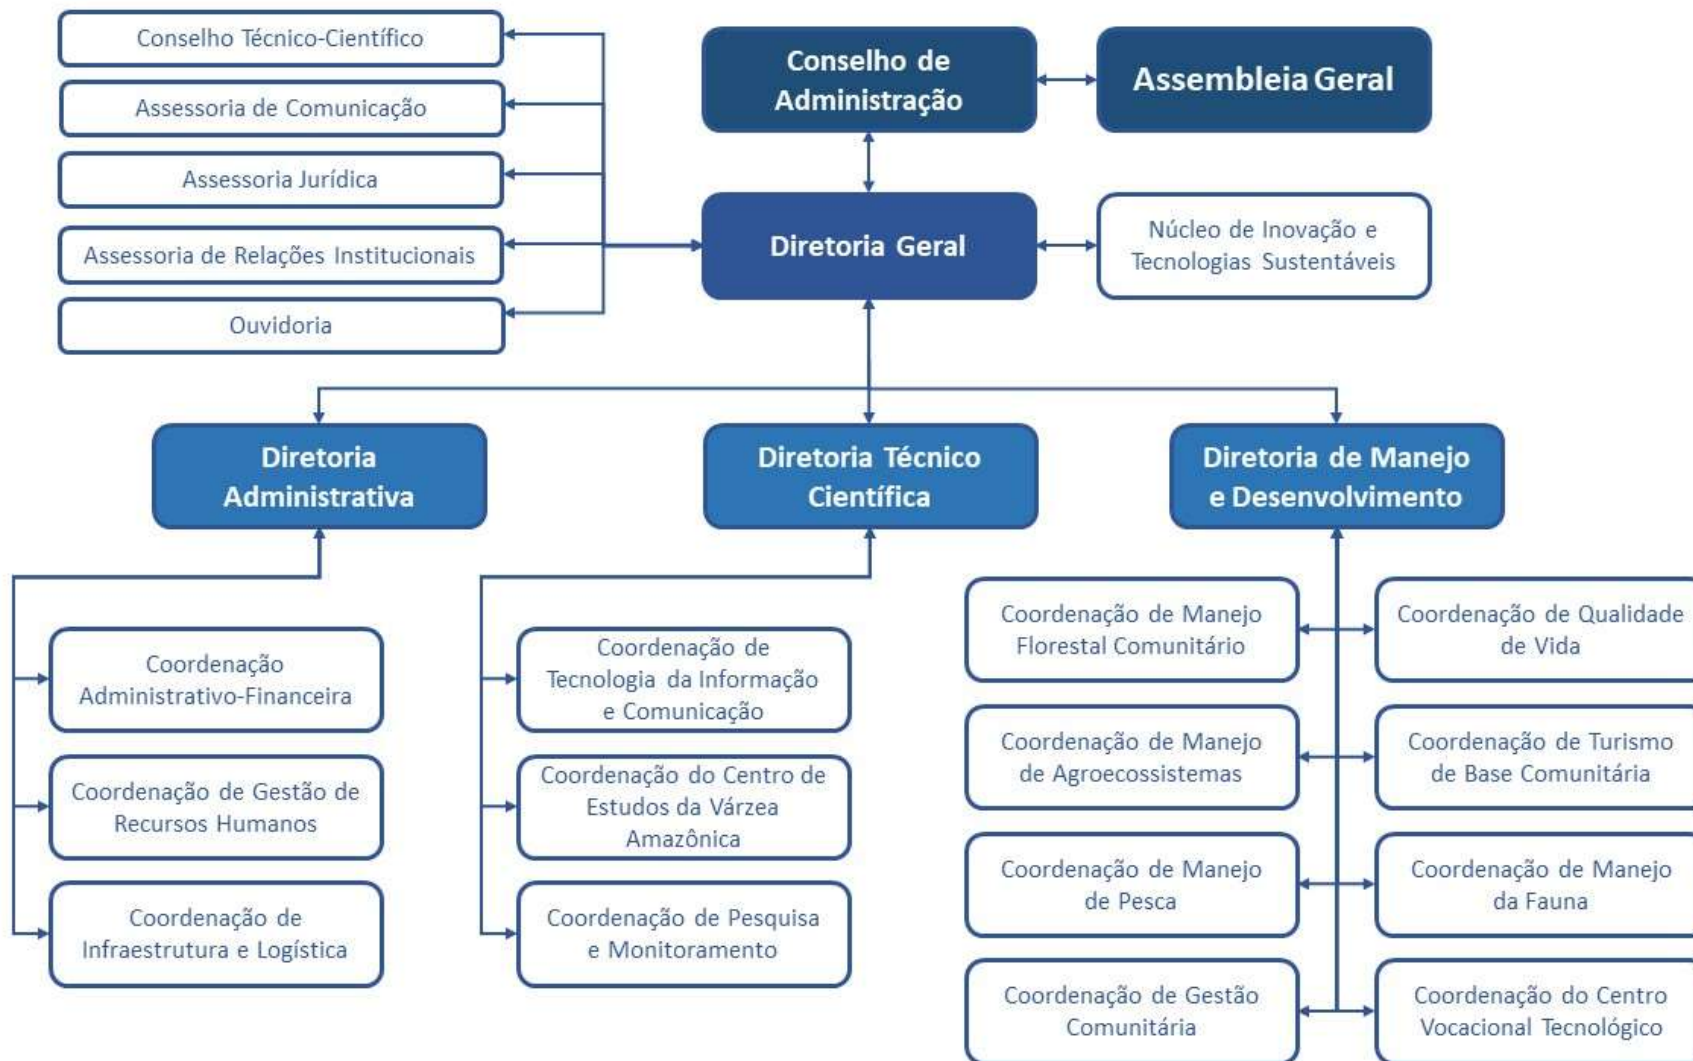 Conselho Técnico-Científico
Assessoria de Comunicação
Assessoria Jurídica
Assessoria de Relações Institucionais
Ouvidoria
Conselho de
Administração
Assembleia Geral
Diretoria Geral
Núcleo de Inovação e
Tecnologias Sustentáveis
Diretoria
Administrativa
Diretoria Técnico
Científica
Diretoria de Manejo
e Desenvolvimento
Coordenação
Administrativo-Financeira
Coordenação de Gestão de
Recursos Humanos
Coordenação de
Infraestrutura e Logística
Coordenação de
Tecnologia da Informação
e Comunicação
Coordenação do Centro de
Estudos da Várzea
Amazônica
Coordenação de Pesquisa
e Monitoramento
Coordenação de Manejo
Florestal Comunitário
Coordenação de Qualidade
de Vida
Coordenação de Manejo
de Agroecossistemas
Coordenação de Turismo
de Base Comunitária
Coordenação de Manejo
de Pesca
Coordenação de Manejo
da Fauna
Coordenação de Gestão
Comunitária
Coordenação do Centro
Vocacional Tecnológico